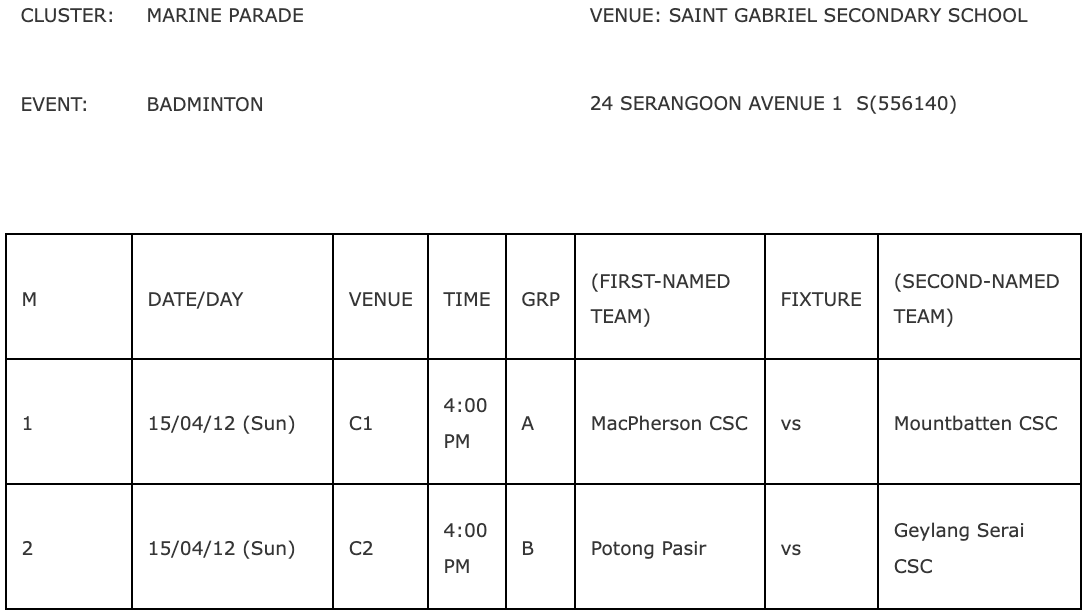 CLUSTER: MARINE PARADE VENUE: SAINT GABRIEL SECONDARY SCHOOL
EVENT: BADMINTON 24 SERANGOON AVENUE 1 S(556140)
M DATE/DAY VENUE TIME GRP (FIRST-NAMED TEAM) FIXTURE (SECOND-NAMED TEAM)
1 15/04/12 (Sun) C1 4:00 PM A MacPherson CSC vs Mountbatten CSC
2 15/04/12 (Sun) C2 4:00 PM B Potong Pasir vs Geylang Serai CSC